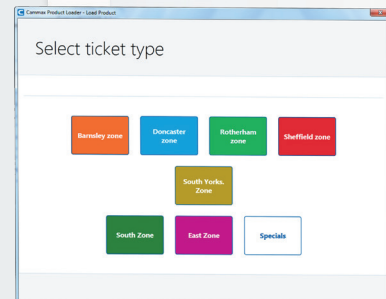 Cammax Product Loader - Load Product
Select ticket type
Barnsley zone
Doncaster
zone
Rotherham
zone
Sheffield zone
South Yorks.
Zone
South Zone
East Zone
Specials